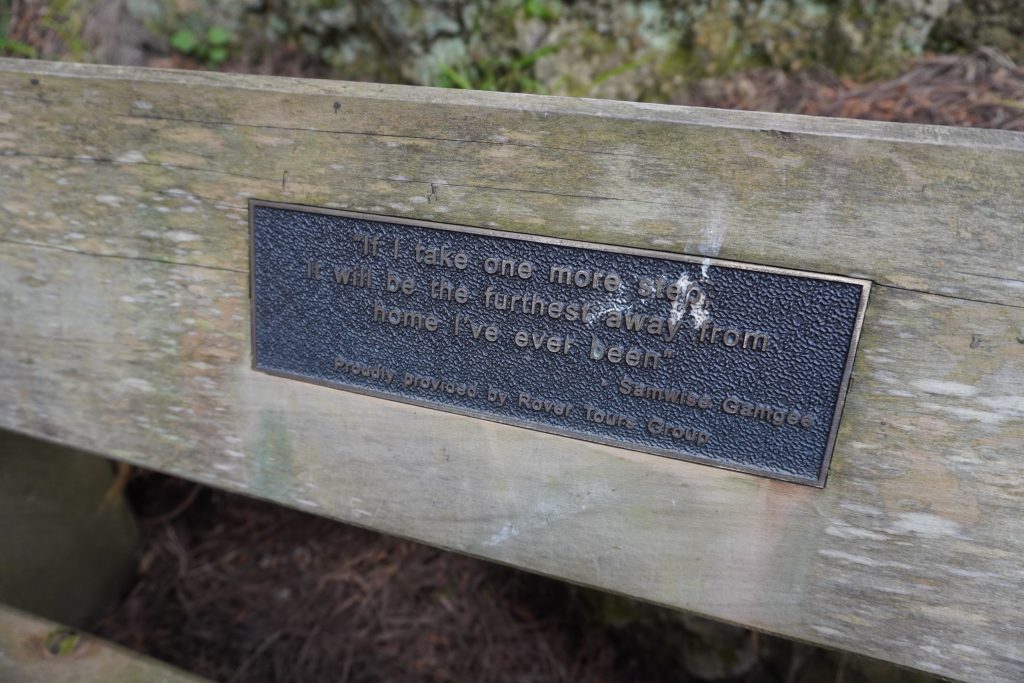 "If I take one more step,
it will be the furthest away from
home I've ever been"
- Samwise Gamgee
Proudly provided by Rover Tours Group